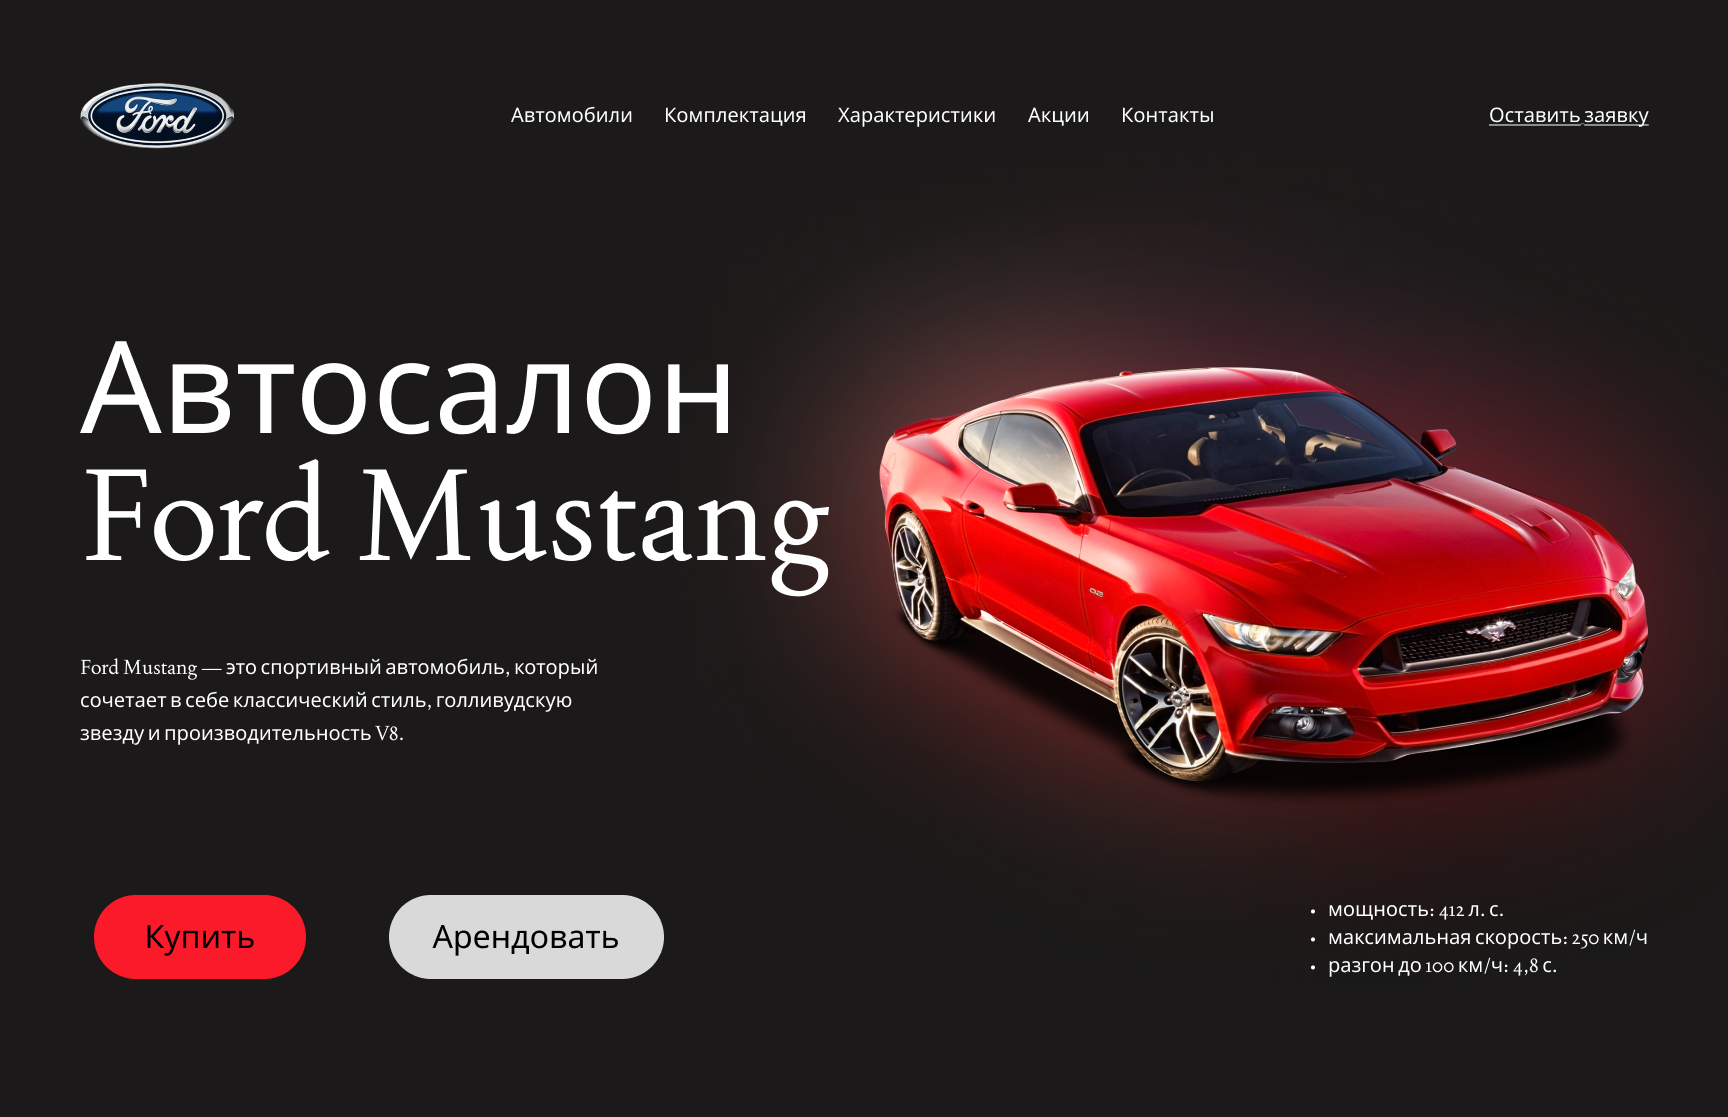 Ford
Автомобили
Комплектация
Характеристики
Акции
Контакты
Оставить заявку
Автосалон
Ford Mustang
Ford Mustang — это спортивный автомобиль, который
сочетает в себе классический стиль, голливудскую
звезду и производительность V8.
Купить
Арендовать
• мощность: 412 л. с.
• максимальная скорость: 250 км/ч
• разгон до 100 км/ч: 4,8 с.